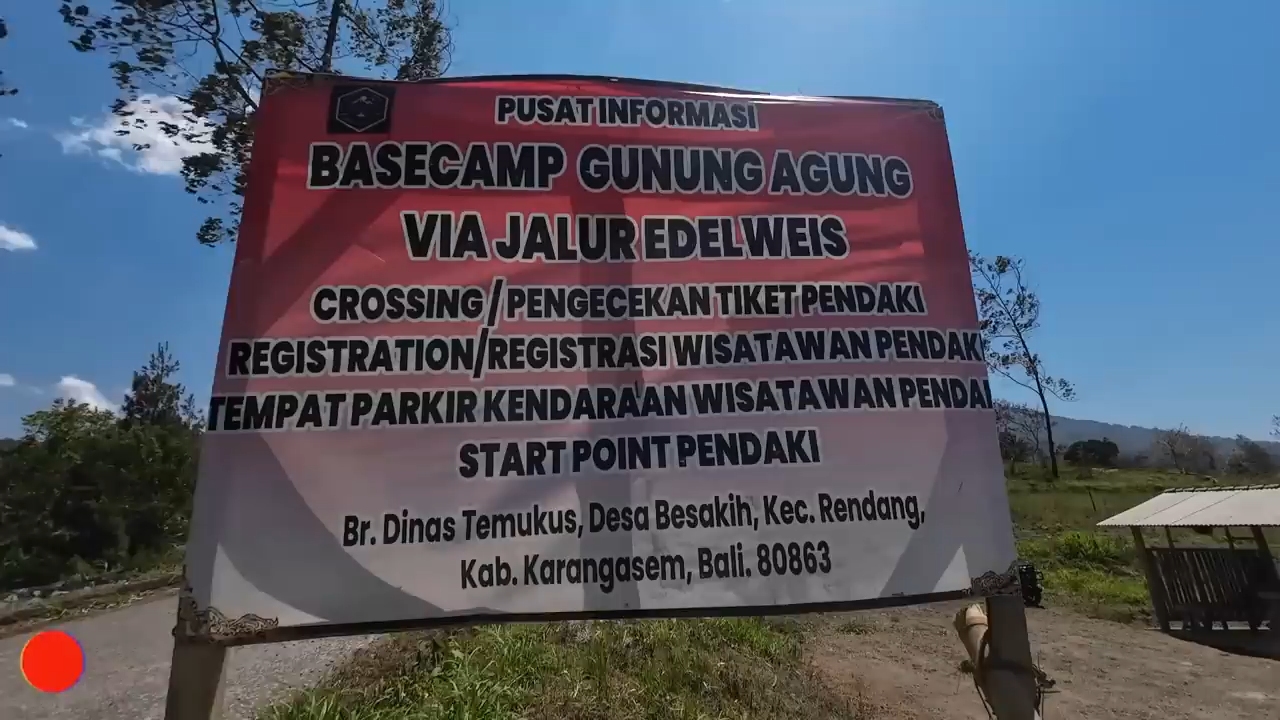 PUSAT INFORMASI
BASECAMP GUNUNG AGUNG
VIA JALUR EDELWEIS
CROSSING/PENGECEKAN TIKET PENDAKI
REGISTRATION/REGISTRASI WISATAWAN PENDAKI
TEMPAT PARKIR KENDARAAN WISATAWAN PENDAI
START POINT PENDAKI
Br. Dinas Temukus, Desa Besakih, Kec. Rendang,
Kab. Karangasem, Bali. 80863